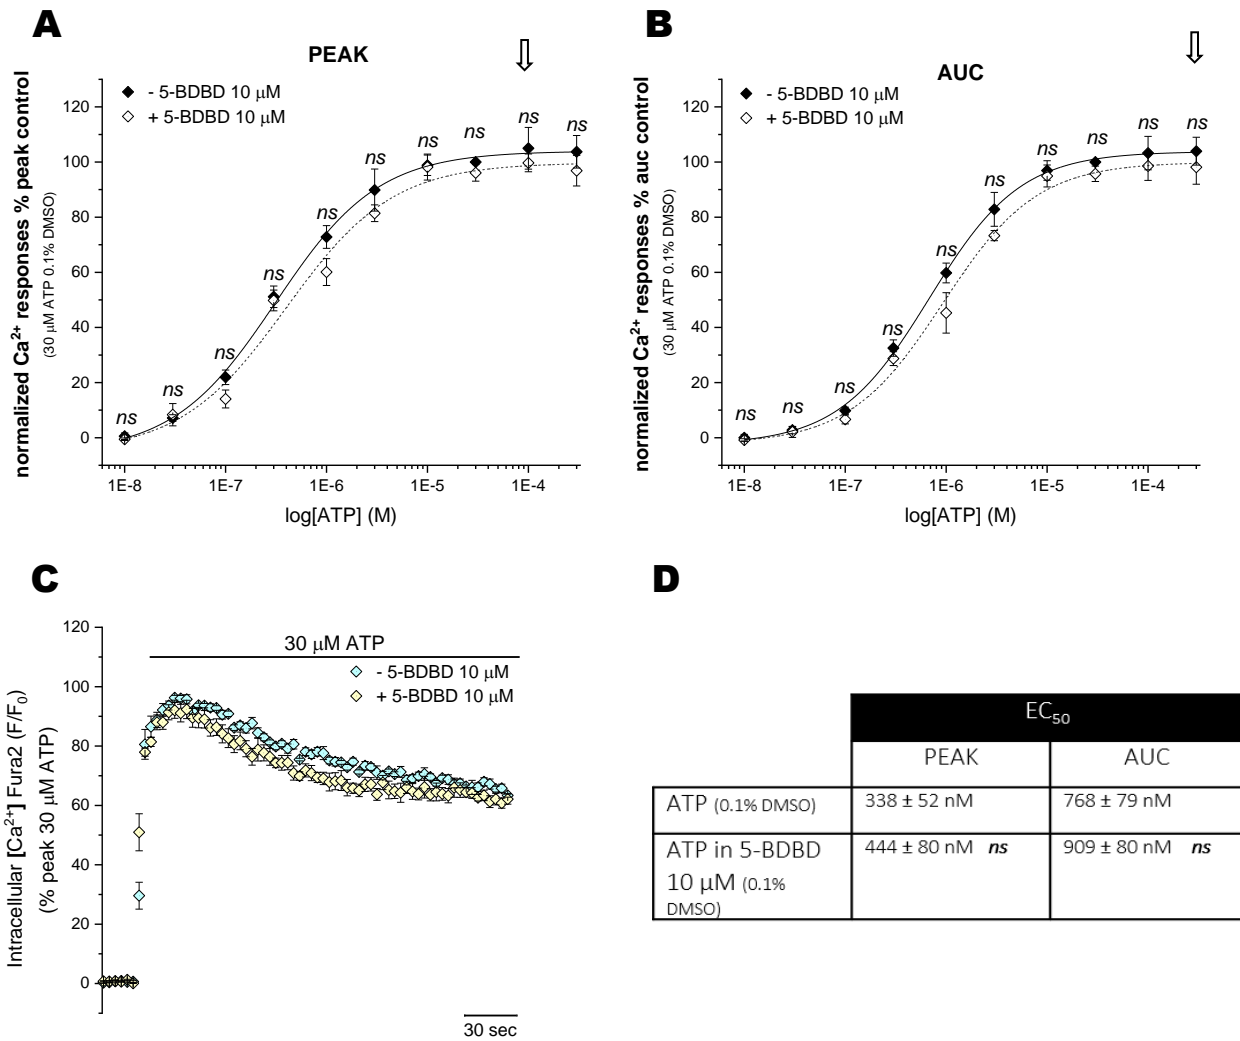 A
PEAK
- 5-BDBD 10 μM
+ 5-BDBD 10 μM
normalized Ca²⁺ responses % peak control
(30 μM ATP 0.1% DMSO)
120
100
80
60
40
20
0
ns
ns
ns
ns
ns
ns
ns
ns
ns
ns
1E-8
1E-7
1E-6
1E-5
1E-4
log[ATP] (M)
B
AUC
- 5-BDBD 10 μM
+ 5-BDBD 10 μM
normalized Ca²⁺ responses % auc control
(30 μM ATP 0.1% DMSO)
120
100
80
60
40
20
0
ns
ns
ns
ns
ns
ns
ns
ns
ns
ns
1E-8
1E-7
1E-6
1E-5
1E-4
log[ATP] (M)
C
30 μM ATP
- 5-BDBD 10 μM
+ 5-BDBD 10 μM
Intracellular [Ca²⁺] Fura2 (F/F₀)
(% peak 30 μM ATP)
120
100
80
60
40
20
0
30 sec
D
EC₅₀
PEAK
AUC
ATP (0.1% DMSO)
338 ± 52 nM
768 ± 79 nM
ATP in 5-BDBD
10 μM (0.1%
DMSO)
444 ± 80 nM ns
909 ± 80 nM ns